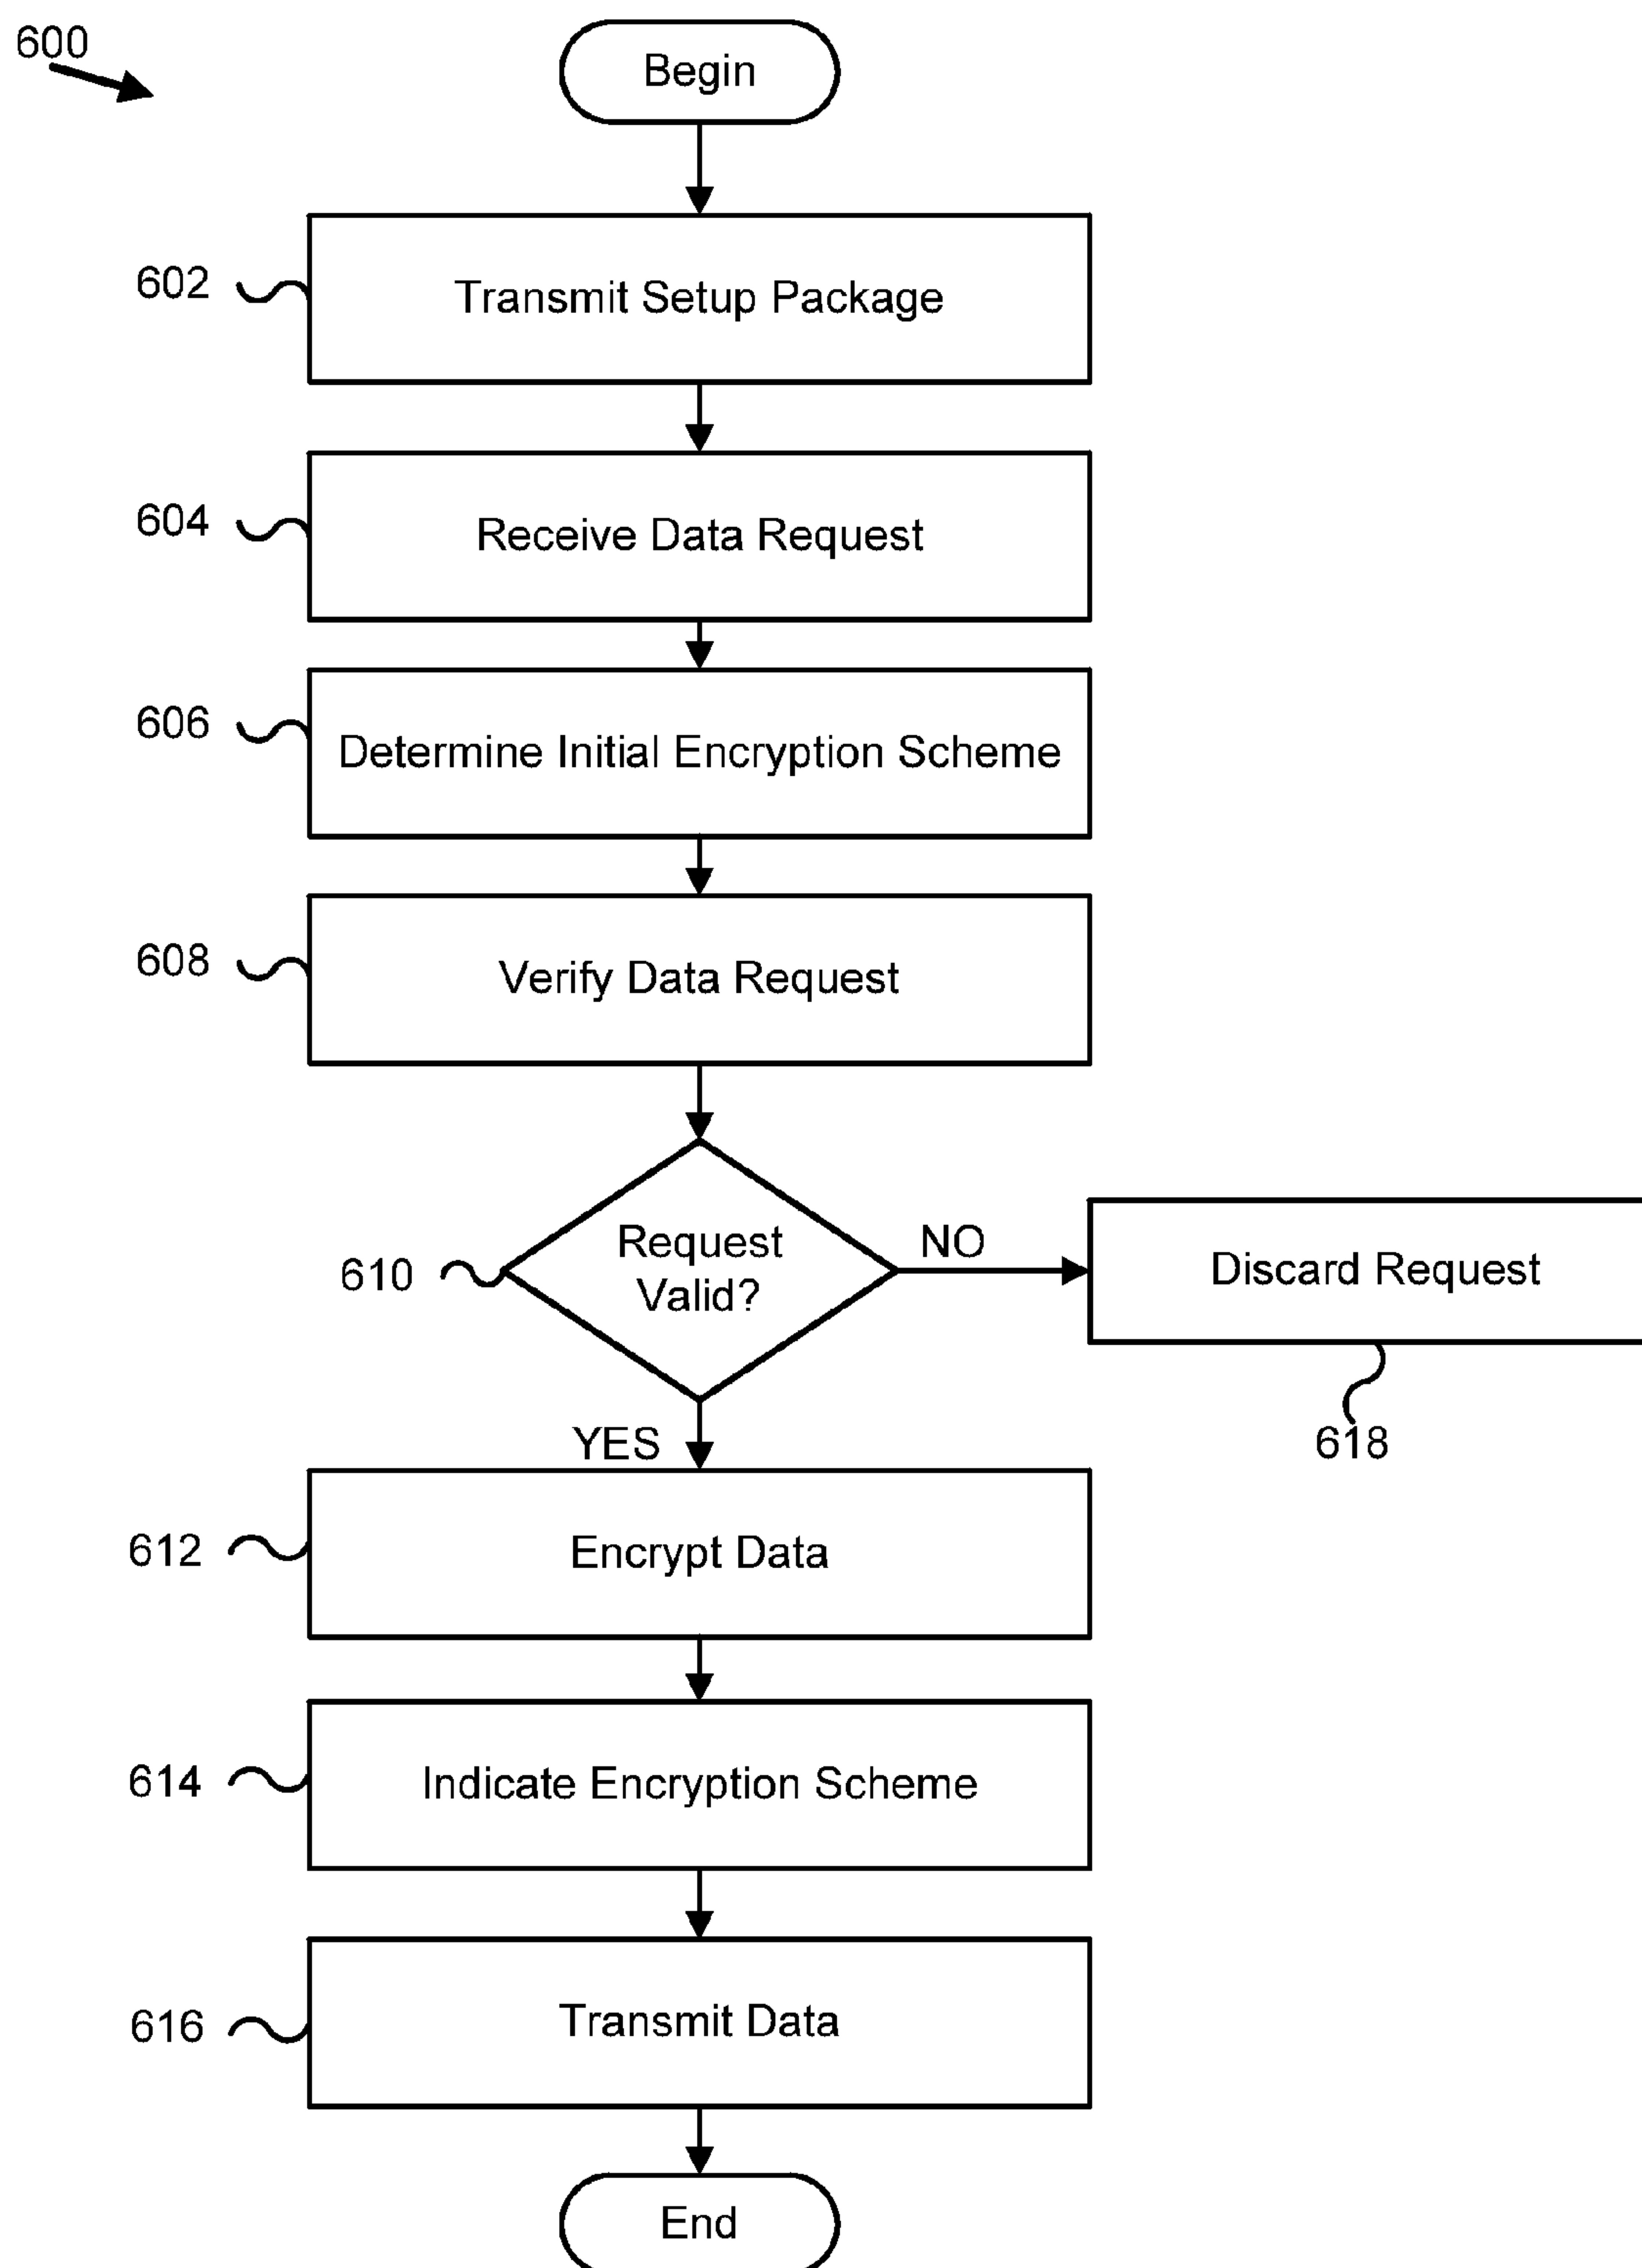 600
Begin
602
Transmit Setup Package
604
Receive Data Request
606
Determine Initial Encryption Scheme
608
Verify Data Request
610
Request
Valid?
NO
Discard Request
618
YES
612
Encrypt Data
614
Indicate Encryption Scheme
616
Transmit Data
End